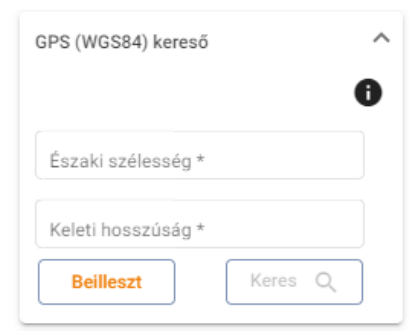 GPS (WGS84) kereső
Északi szélesség *
Keleti hosszúság *
Beilleszt Keres